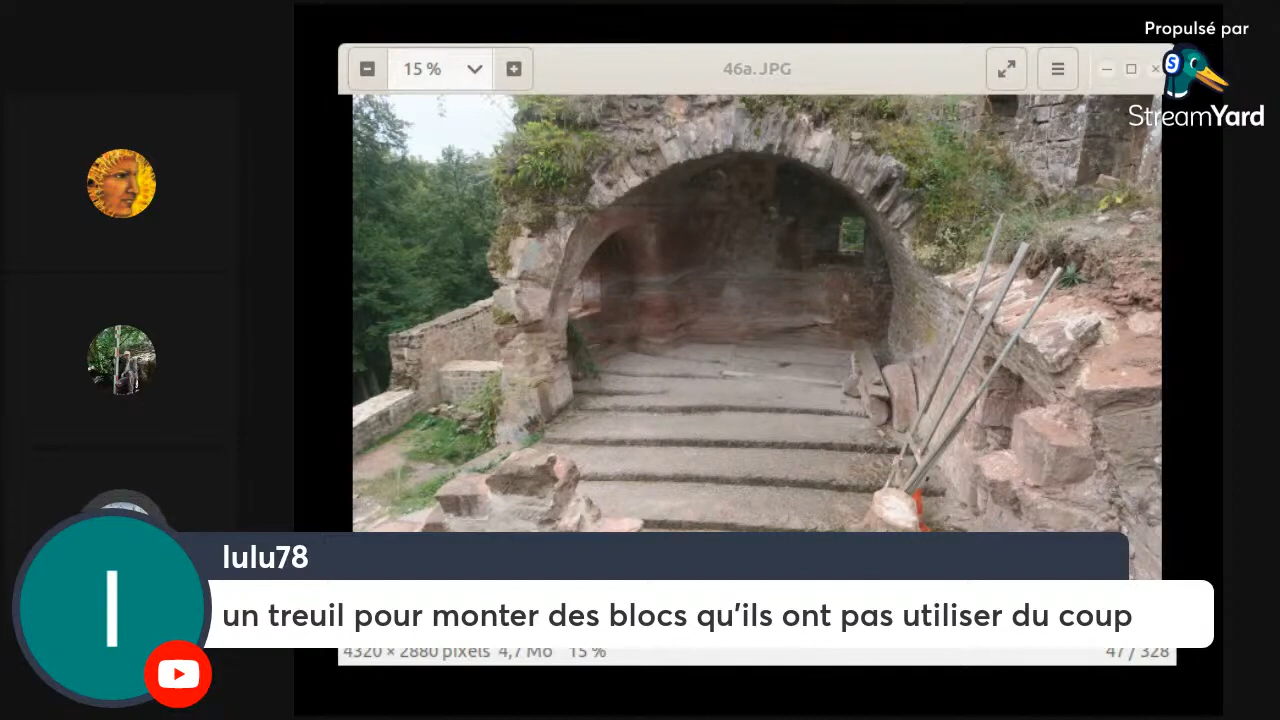 Propulsé par
StreamYard
15 %
46a.JPG
S
l
lulu78
un treuil pour monter des blocs qu'ils ont pas utiliser du coup
4320 × 2880 pixels 4,7 Mo 15 %
47 / 328